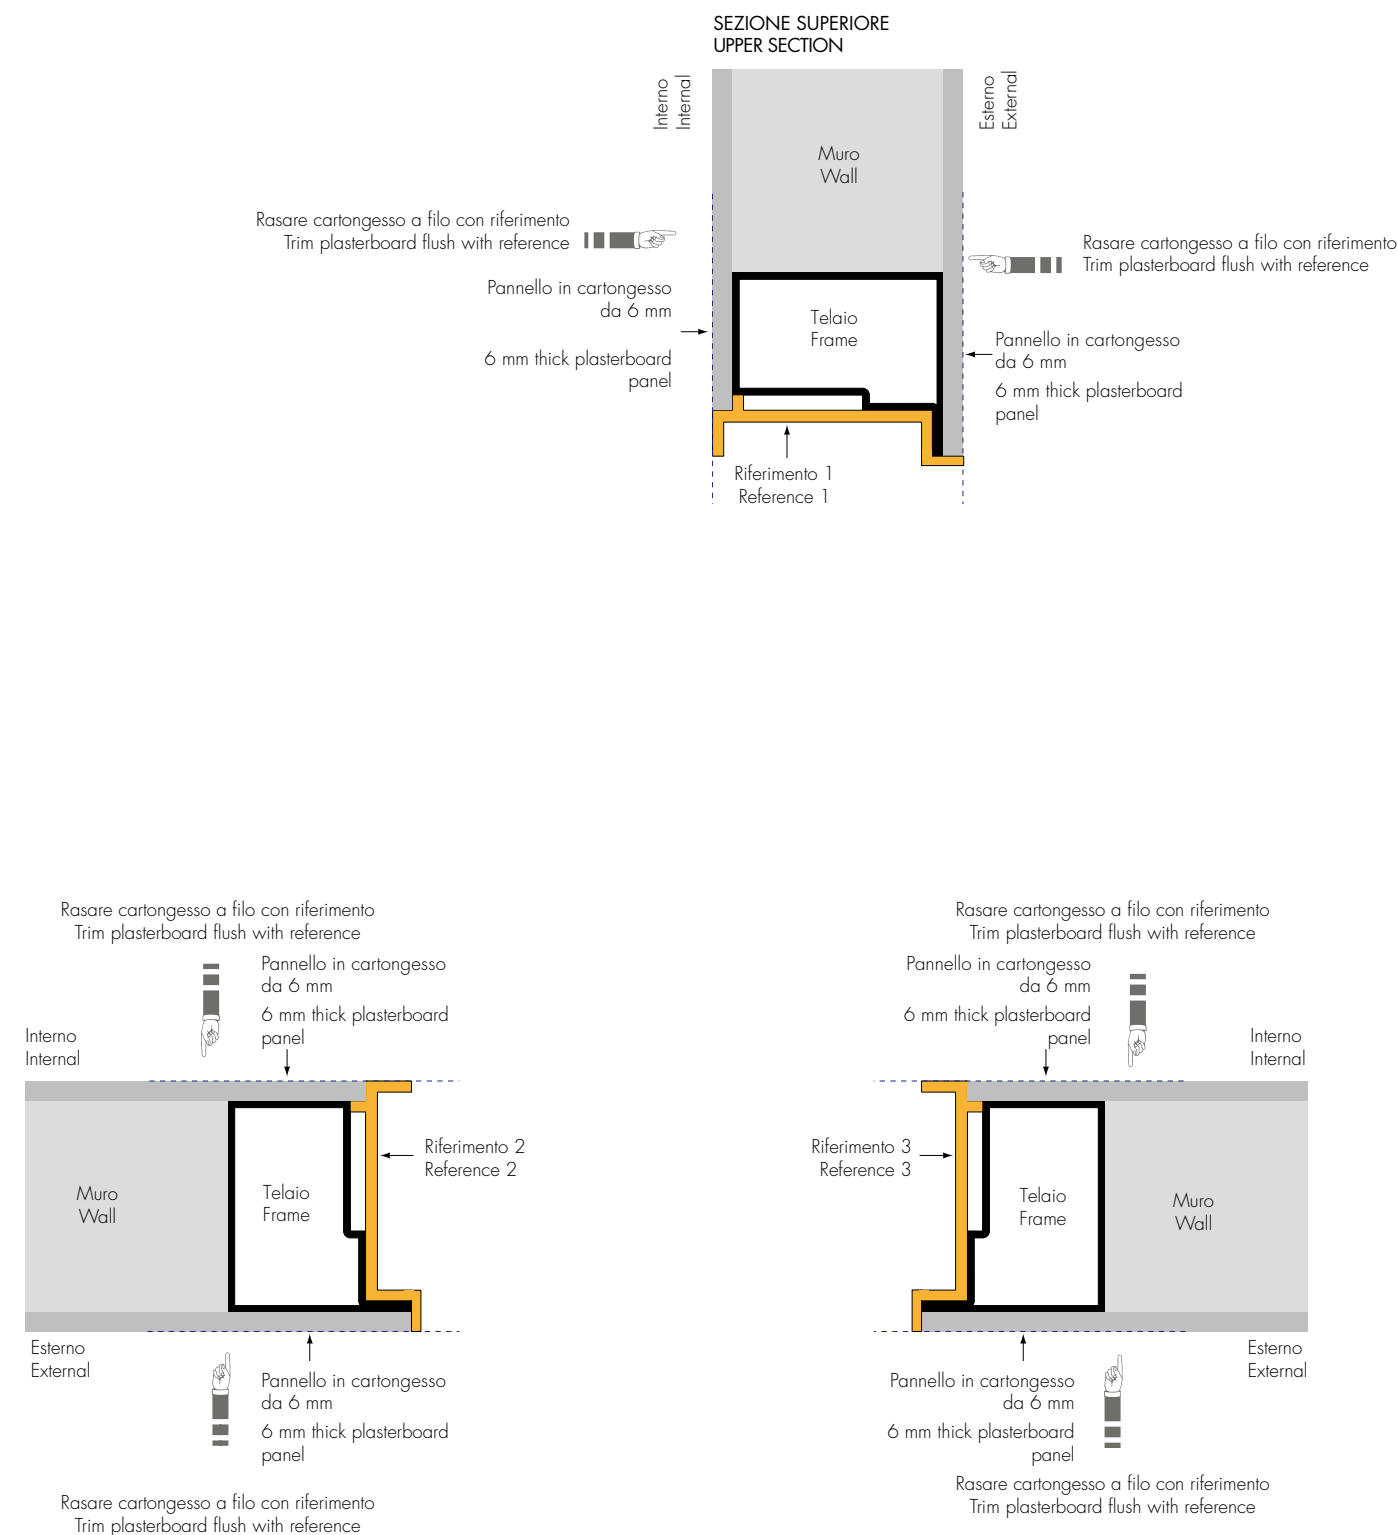 SEZIONE SUPERIORE
UPPER SECTION
Interno
Internal
Esterno
External
Muro
Wall
Rasare cartongesso a filo con riferimento
Trim plasterboard flush with reference
Rasare cartongesso a filo con riferimento
Trim plasterboard flush with reference
Pannello in cartongesso
da 6 mm
6 mm thick plasterboard
panel
Telaio
Frame
Pannello in cartongesso
da 6 mm
6 mm thick plasterboard
panel
Riferimento 1
Reference 1
Rasare cartongesso a filo con riferimento
Trim plasterboard flush with reference
Pannello in cartongesso
da 6 mm
6 mm thick plasterboard
panel
Interno
Internal
Riferimento 2
Reference 2
Muro
Wall
Telaio
Frame
Esterno
External
Pannello in cartongesso
da 6 mm
6 mm thick plasterboard
panel
Rasare cartongesso a filo con riferimento
Trim plasterboard flush with reference
Rasare cartongesso a filo con riferimento
Trim plasterboard flush with reference
Pannello in cartongesso
da 6 mm
6 mm thick plasterboard
panel
Interno
Internal
Riferimento 3
Reference 3
Telaio
Frame
Muro
Wall
Esterno
External
Pannello in cartongesso
da 6 mm
6 mm thick plasterboard
panel
Rasare cartongesso a filo con riferimento
Trim plasterboard flush with reference